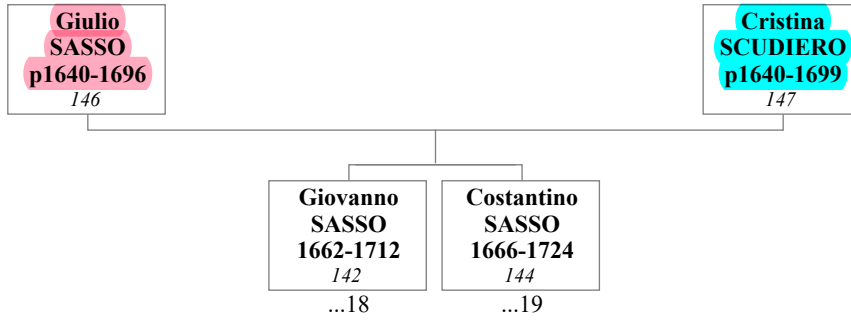 Giulio
SASSO
p1640-1696
146
Cristina
SCUDIERO
p1640-1699
147
Giovanno
SASSO
1662-1712
142
...18
Costantino
SASSO
1666-1724
144
...19